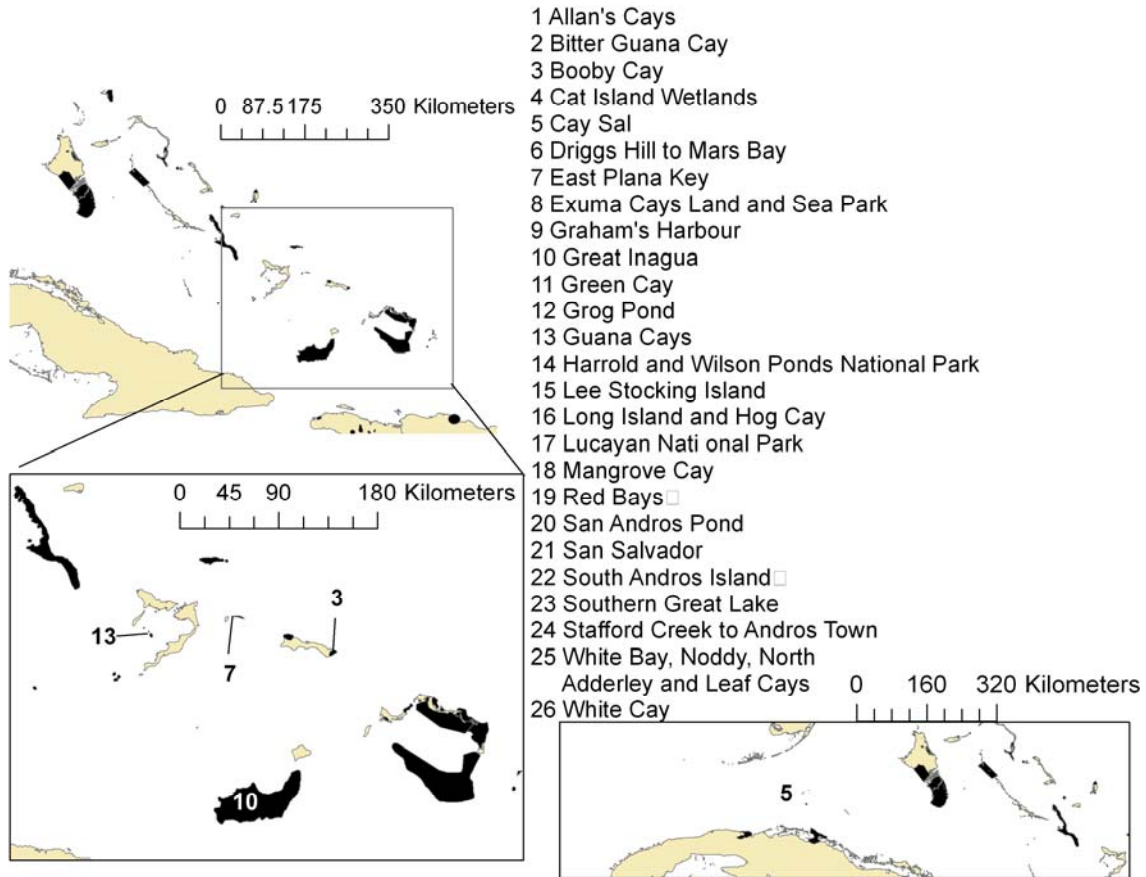 1 Allan's Cays
2 Bitter Guana Cay
3 Booby Cay
4 Cat Island Wetlands
5 Cay Sal
6 Driggs Hill to Mars Bay
7 East Plana Key
8 Exuma Cays Land and Sea Park
9 Graham's Harbour
10 Great Inagua
11 Green Cay
12 Grog Pond
13 Guana Cays
14 Harrold and Wilson Ponds National Park
15 Lee Stocking Island
16 Long Island and Hog Cay
17 Lucayan Nati onal Park
18 Mangrove Cay
19 Red Bays□
20 San Andros Pond
21 San Salvador
22 South Andros Island□
23 Southern Great Lake
24 Stafford Creek to Andros Town
25 White Bay, Noddy, North
Adderley and Leaf Cays
26 White Cay
0 87.5 175 350 Kilometers
0 45 90 180 Kilometers
3
13
7
10
0 160 320 Kilometers
5